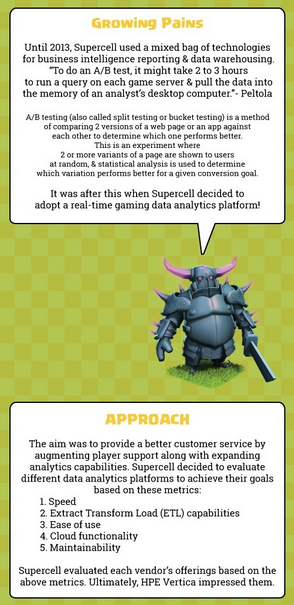 Growing Pains
Until 2013, Supercell used a mixed bag of technologies
for business intelligence reporting & data warehousing.
“To do an A/B test, it might take 2 to 3 hours
to run a query on each game server & pull the data into
the memory of an analyst’s desktop computer.”- Peltola
A/B testing (also called split testing or bucket testing) is a method
of comparing 2 versions of a web page or an app against
each other to determine which one performs better.
This is an experiment where
2 or more variants of a page are shown to users
at random, & statistical analysis is used to determine
which variation performs better for a given conversion goal.
It was after this when Supercell decided to
adopt a real-time gaming data analytics platform!
APPROACH
The aim was to provide a better customer service by
augmenting player support along with expanding
analytics capabilities. Supercell decided to evaluate
different data analytics platforms to achieve their goals
based on these metrics:
1. Speed
2. Extract Transform Load (ETL) capabilities
3. Ease of use
4. Cloud functionality
5. Maintainability
Supercell evaluated each vendor’s offerings based on the
above metrics. Ultimately, HPE Vertica impressed them.